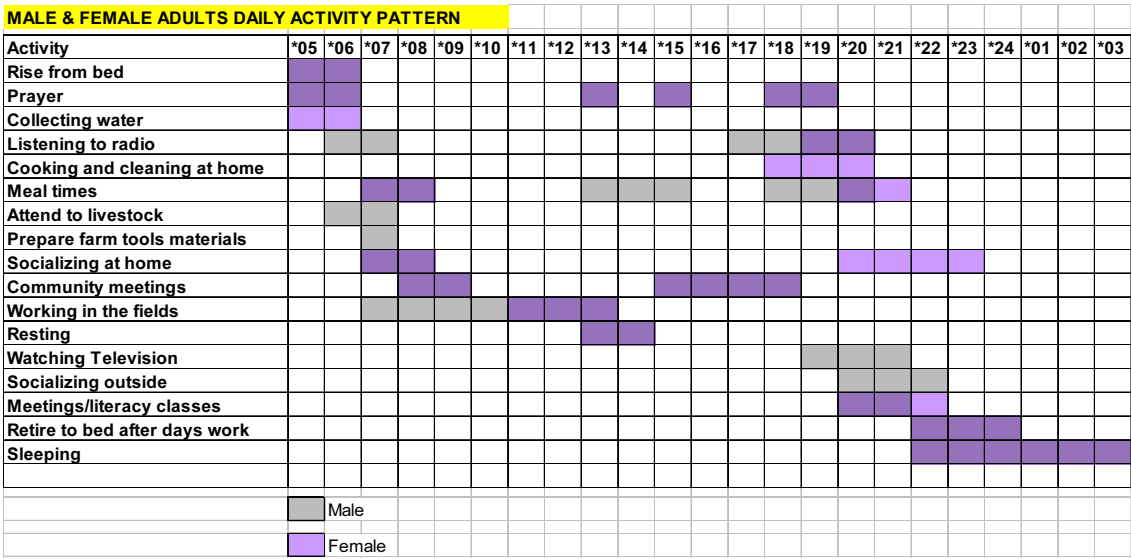 MALE & FEMALE ADULTS DAILY ACTIVITY PATTERN
Activity *05 *06 *07 *08 *09 *10 *11 *12 *13 *14 *15 *16 *17 *18 *19 *20 *21 *22 *23 *24 *01 *02 *03
Rise from bed
Prayer
Collecting water
Listening to radio
Cooking and cleaning at home
Meal times
Attend to livestock
Prepare farm tools materials
Socializing at home
Community meetings
Working in the fields
Resting
Watching Television
Socializing outside
Meetings/literacy classes
Retire to bed after days work
Sleeping
Male
Female